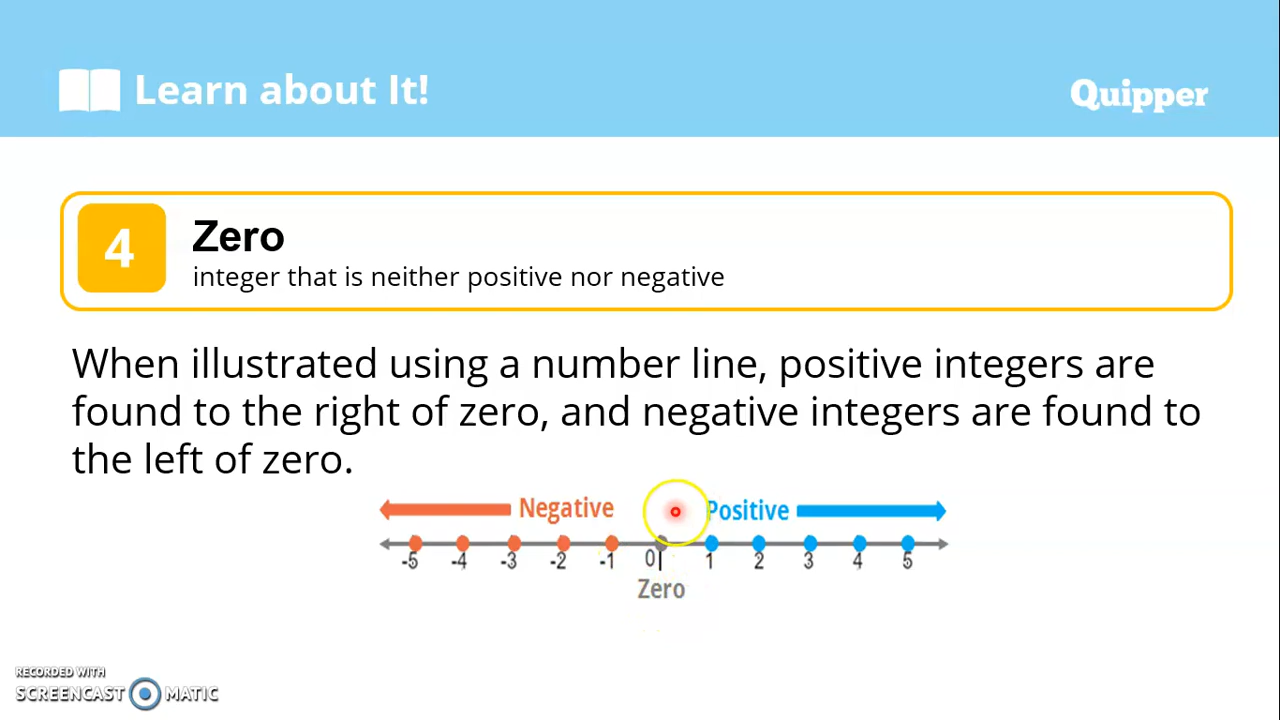 Learn about It!
Quipper
4
Zero
integer that is neither positive nor negative
When illustrated using a number line, positive integers are
found to the right of zero, and negative integers are found to
the left of zero.
Negative Positive
-5 -4 -3 -2 -1 0 1 2 3 4 5
Zero
RECORDED WITH
SCREENCAST MATIC